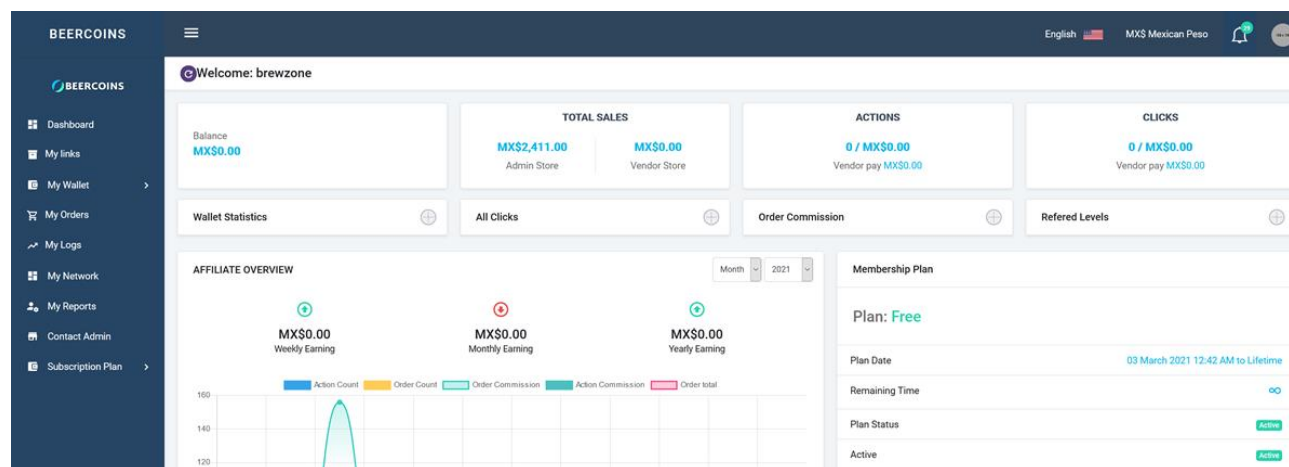 BEERCOINS
English
MX$ Mexican Peso
BEERCOINS
Dashboard
My links
My Wallet
My Orders
My Logs
My Network
My Reports
Contact Admin
Subscription Plan
Welcome: brewzone
Balance
MX$0.00
TOTAL SALES
MX$2,411.00
Admin Store
MX$0.00
Vendor Store
ACTIONS
0 / MX$0.00
Vendor pay MX$0.00
CLICKS
0 / MX$0.00
Vendor pay MX$0.00
Wallet Statistics
All Clicks
Order Commission
Refered Levels
AFFILIATE OVERVIEW
Month
2021
MX$0.00
Weekly Earning
MX$0.00
Monthly Earning
MX$0.00
Yearly Earning
Action Count
Order Count
Order Commission
Action Commission
Order total
160
140
120
Membership Plan
Plan: Free
Plan Date
03 March 2021 12:42 AM to Lifetime
Remaining Time
∞
Plan Status
Active
Active
Active